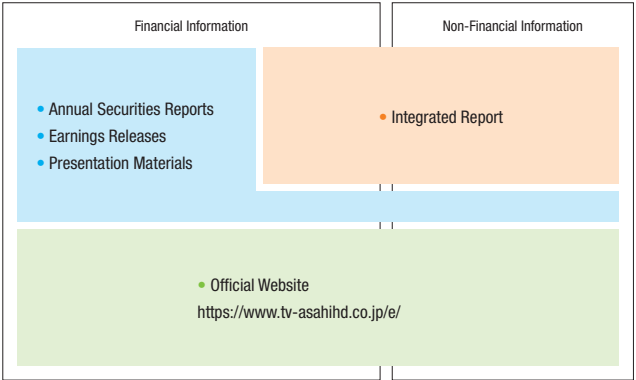 Financial Information
Non-Financial Information
• Annual Securities Reports
• Earnings Releases
• Presentation Materials
• Integrated Report
• Official Website
https://www.tv-asahihd.co.jp/e/